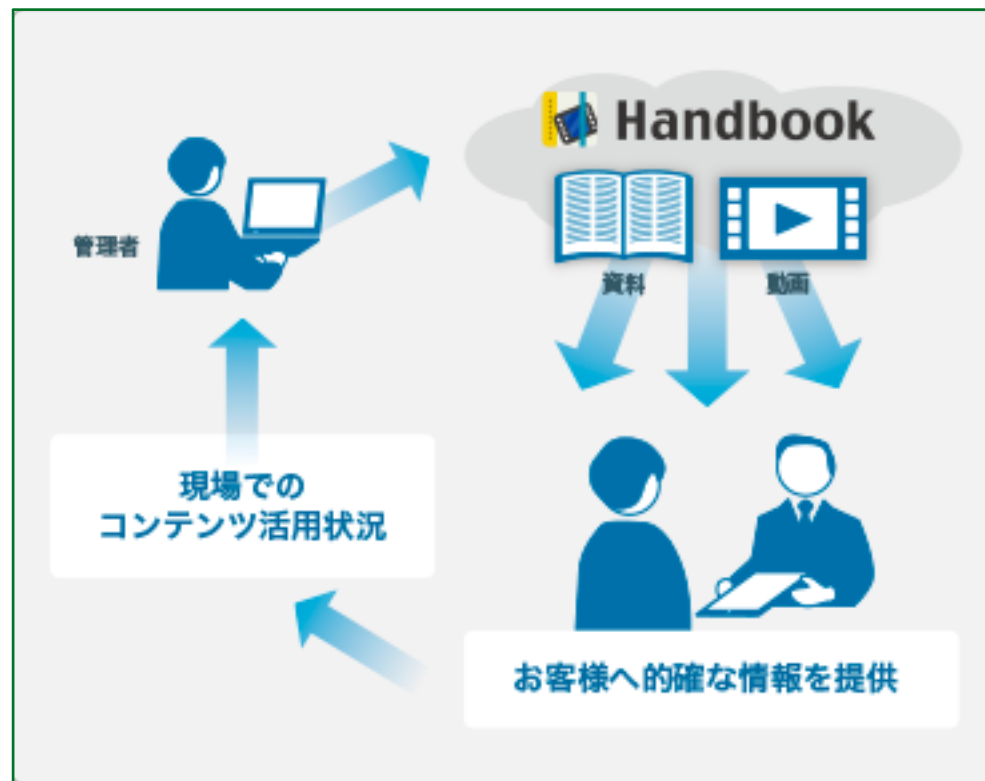 Handbook
管理者
資料
動画
現場での
コンテンツ活用状況
お客様へ的確な情報を提供